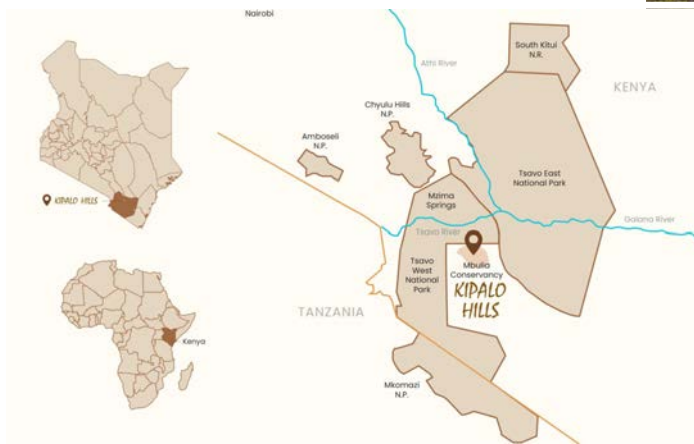 Nairobi
South Kitui
N.R.
Athi River
KENYA
Chyulu Hills
N.P.
Amboseli
N.P.
Tsavo East
National Park
Mzima
Springs
Galana River
Tsavo River
KIPALO HILLS
Mbulia
Conservancy
Tsavo
West
National
Park
KIPALO
HILLS
TANZANIA
Kenya
Mkomazi
N.P.